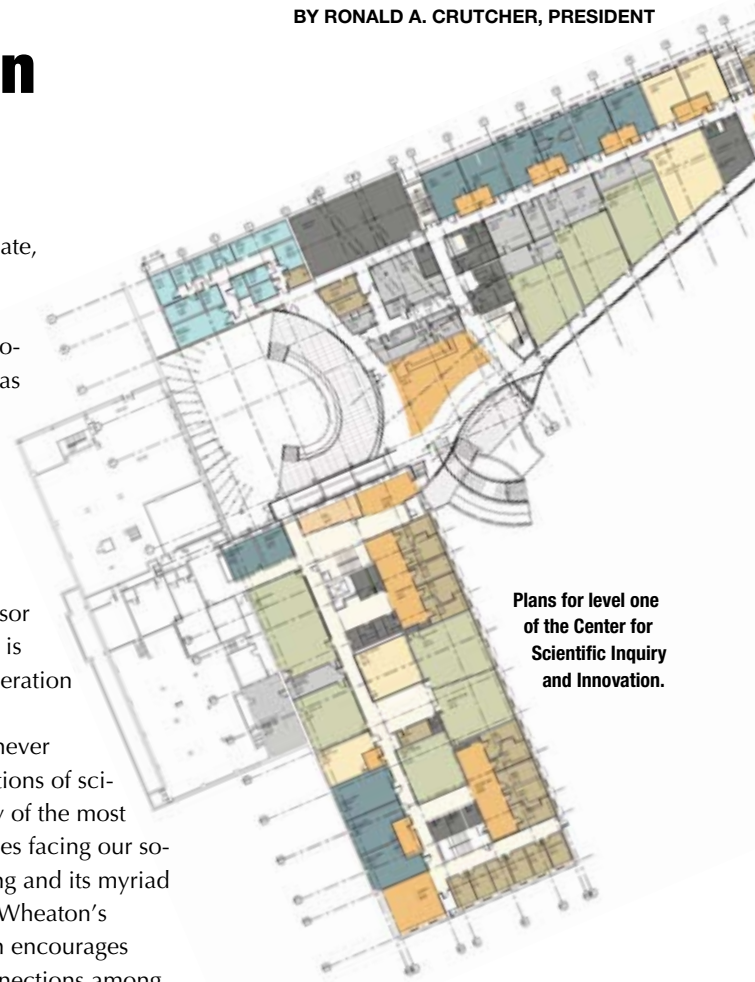 BY RONALD A. CRUTCHER, PRESIDENT
n
ate,
o-
as
sor
is
eration
never
tions of sci-
y of the most
es facing our so-
ng and its myriad
Wheaton's
n encourages
nections among
Plans for level one
of the Center for
Scientific Inquiry
and Innovation.